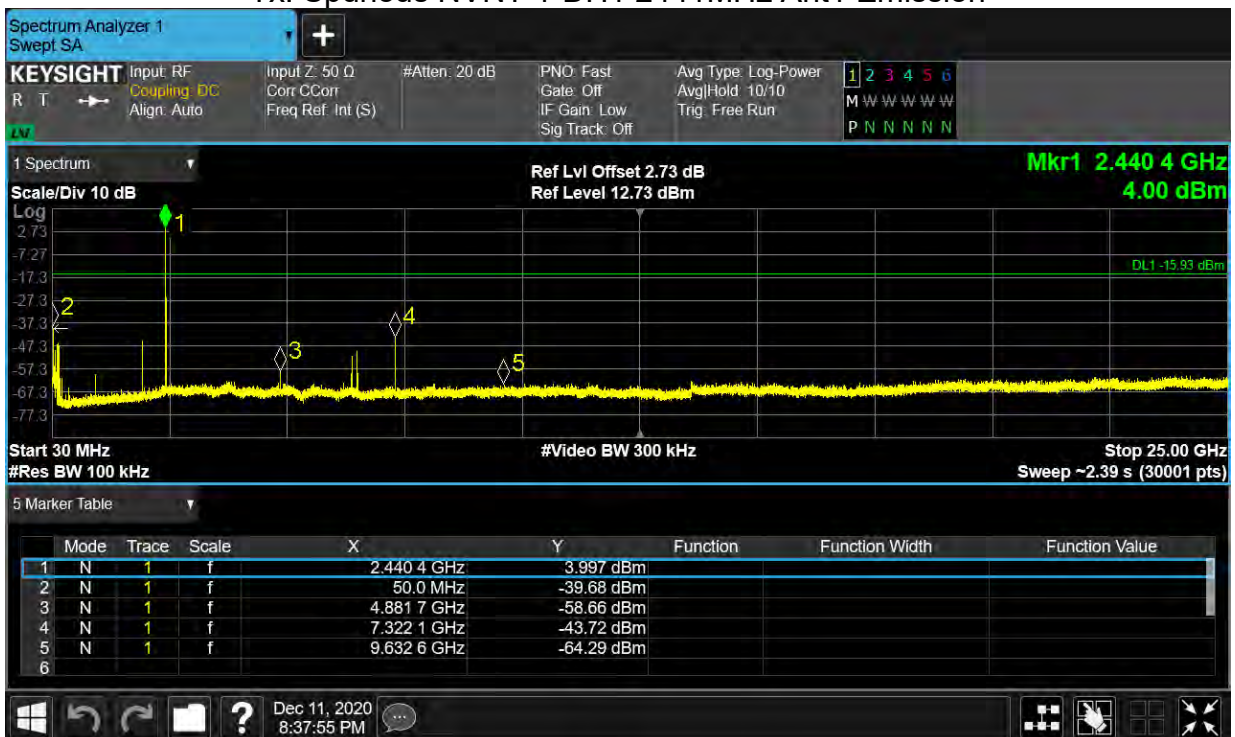 Spectrum Analyzer 1
Swept SA
+
KEYSIGHT Input: RF Input Z: 50 Ω #Atten: 20 dB PNO: Fast Avg Type: Log-Power 1 2 3 4 5 6
R T Coupling: DC Corr CCorr Gate: Off Avg|Hold: 10/10 M W W W W W
Align: Auto Freq Ref: Int (S) IF Gain: Low Trig: Free Run
LXI Sig Track: Off P N N N N N
1 Spectrum Ref Lvl Offset 2.73 dB Mkr1 2.440 4 GHz
Scale/Div 10 dB Ref Level 12.73 dBm 4.00 dBm
Log
1
2.73
-7.27
DL1 -15.93 dBm
-17.3
-27.3
2
-37.3
4
-47.3
3
-57.3
5
-67.3
-77.3
Start 30 MHz #Video BW 300 kHz Stop 25.00 GHz
#Res BW 100 kHz Sweep ~2.39 s (30001 pts)
5 Marker Table
Mode Trace Scale X Y Function Function Width Function Value
1 N 1 f 2.440 4 GHz 3.997 dBm
2 N 1 f 50.0 MHz -39.68 dBm
3 N 1 f 4.881 7 GHz -58.66 dBm
4 N 1 f 7.322 1 GHz -43.72 dBm
5 N 1 f 9.632 6 GHz -64.29 dBm
6
? Dec 11, 2020
8:37:55 PM